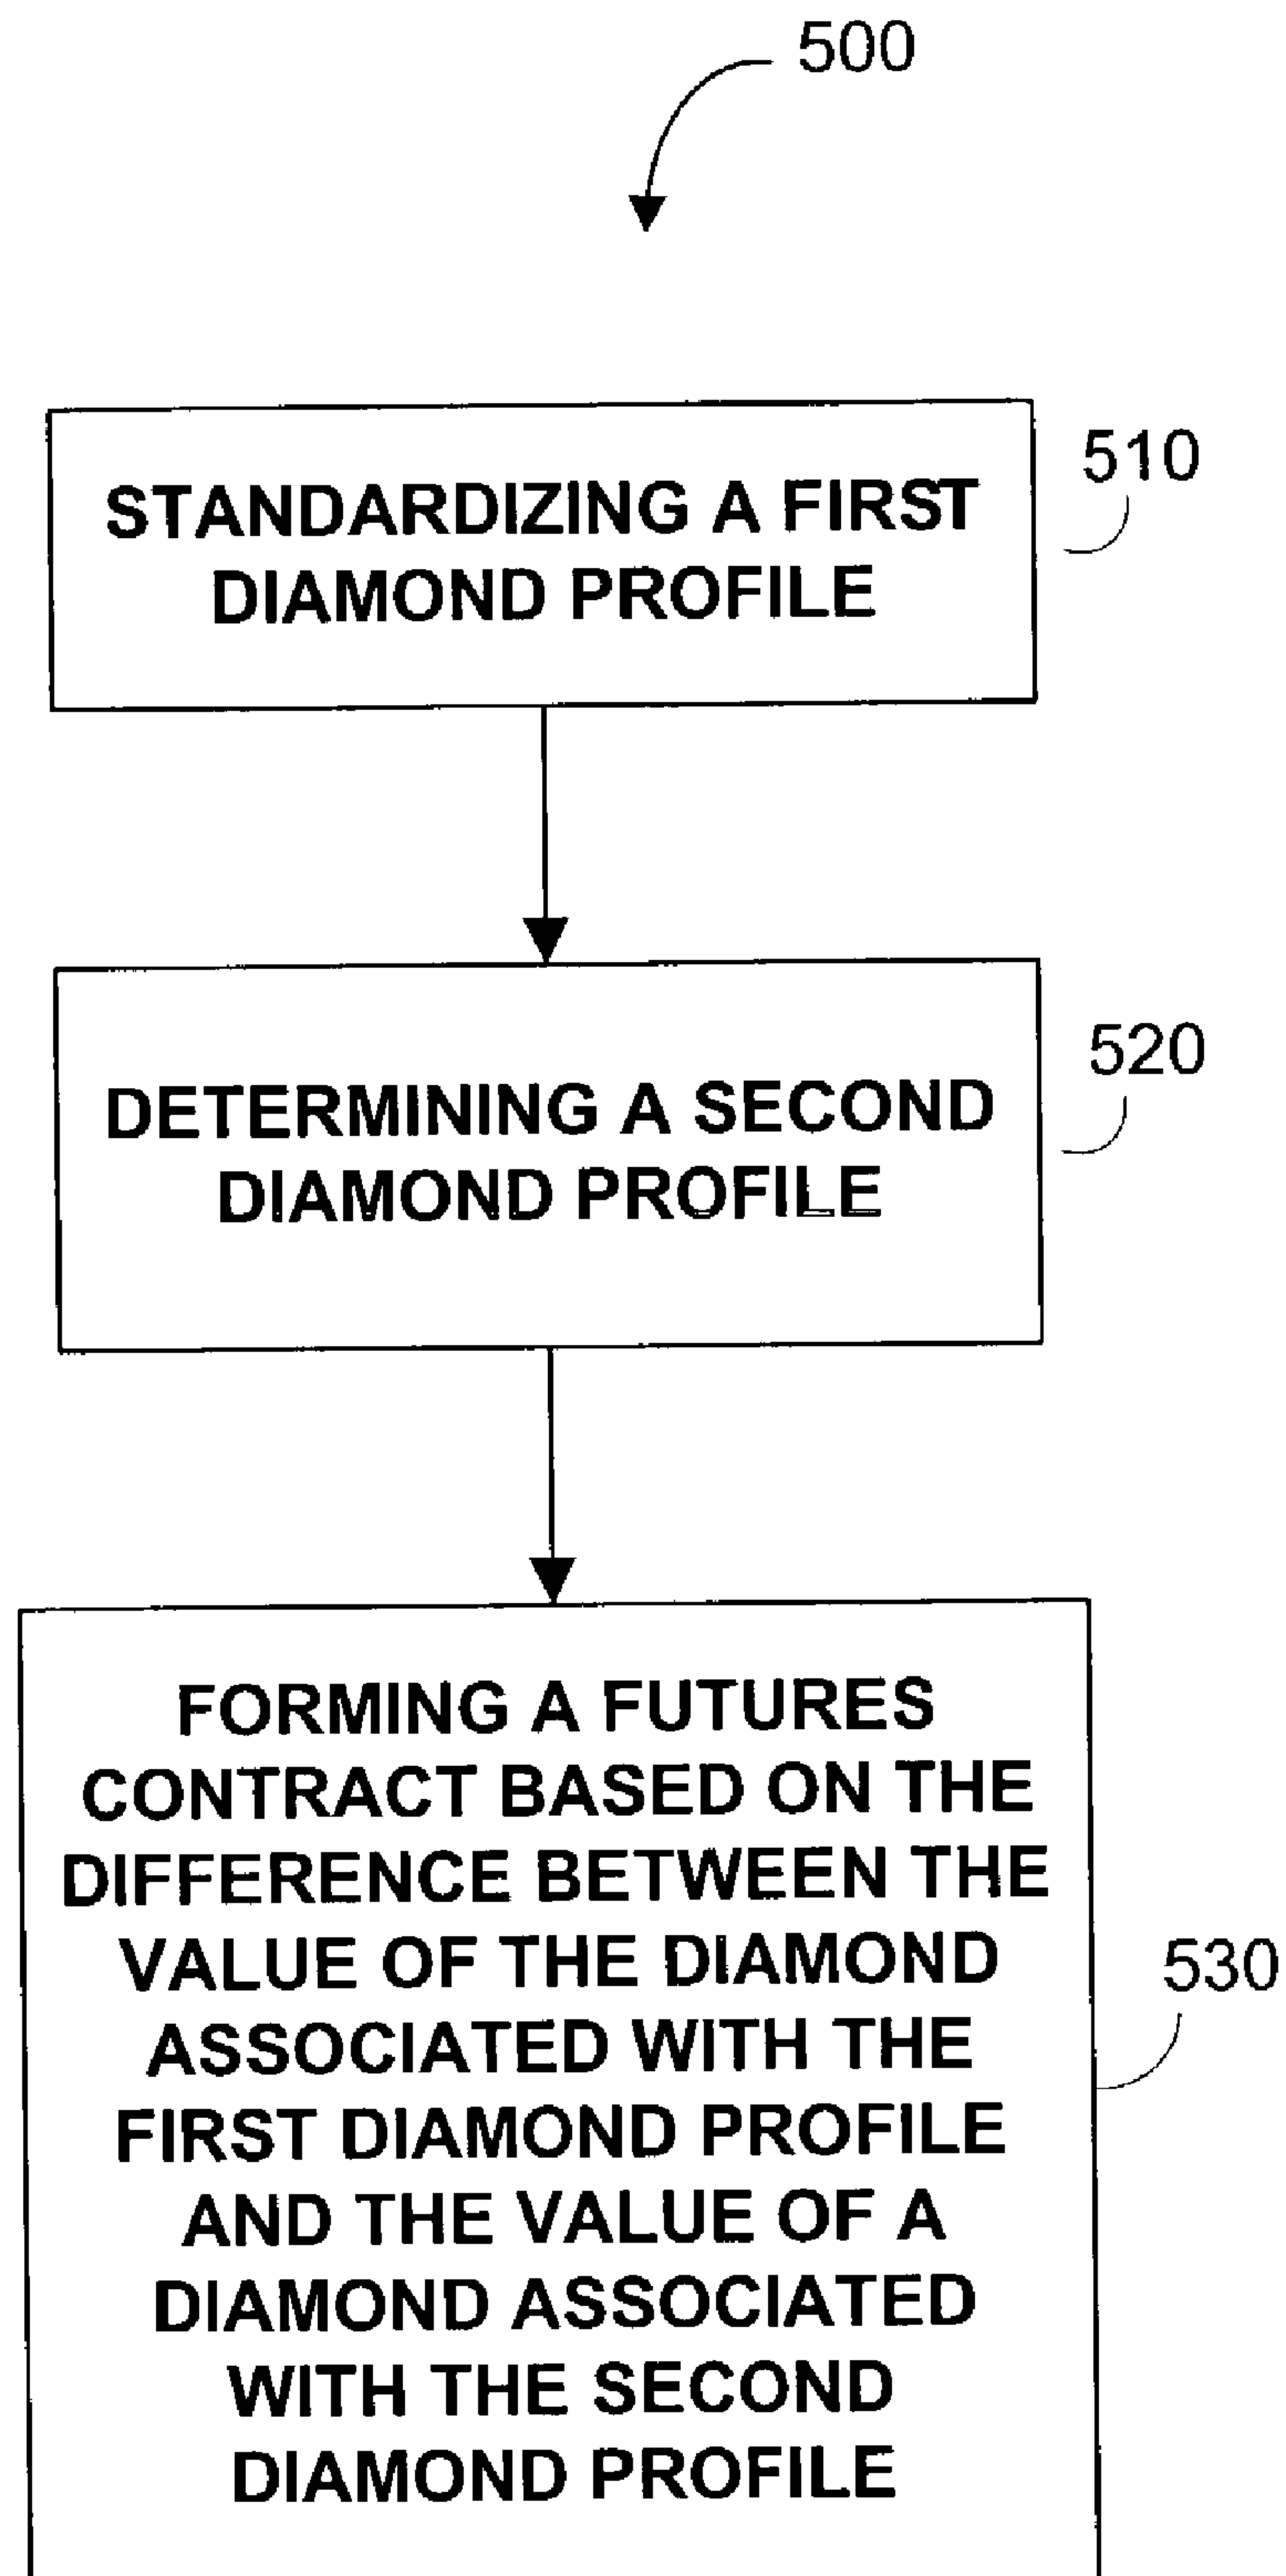 500
STANDARDIZING A FIRST
DIAMOND PROFILE
510
DETERMINING A SECOND
DIAMOND PROFILE
520
FORMING A FUTURES
CONTRACT BASED ON THE
DIFFERENCE BETWEEN THE
VALUE OF THE DIAMOND
ASSOCIATED WITH THE
FIRST DIAMOND PROFILE
AND THE VALUE OF A
DIAMOND ASSOCIATED
WITH THE SECOND
DIAMOND PROFILE
530